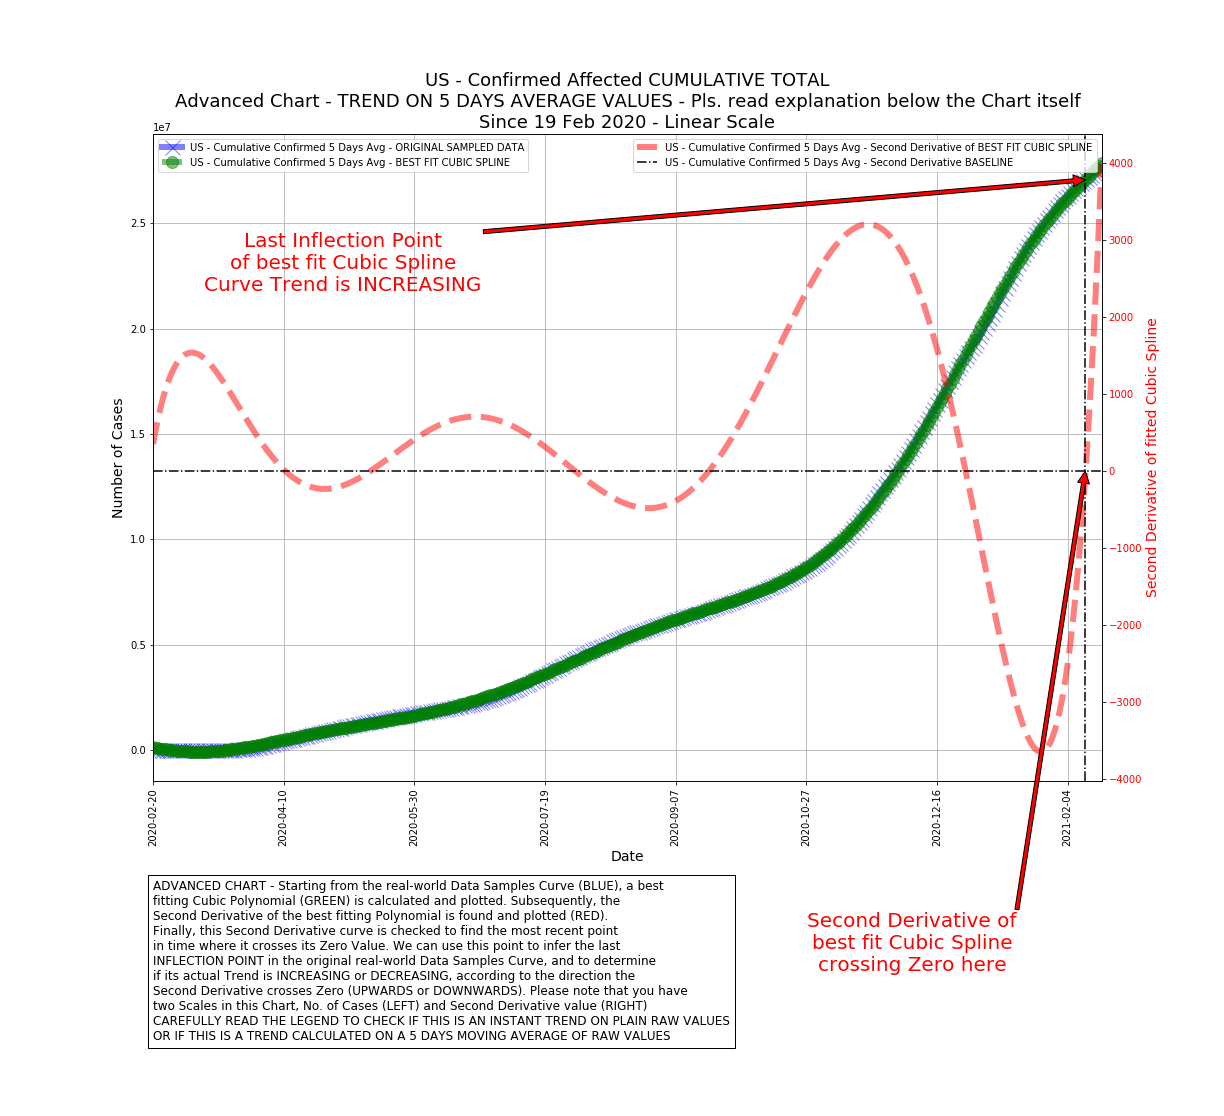 US - Confirmed Affected CUMULATIVE TOTAL
Advanced Chart - TREND ON 5 DAYS AVERAGE VALUES - Pls. read explanation below the Chart itself
Since 19 Feb 2020 - Linear Scale
1e7
US - Cumulative Confirmed 5 Days Avg - ORIGINAL SAMPLED DATA
US - Cumulative Confirmed 5 Days Avg - BEST FIT CUBIC SPLINE
US - Cumulative Confirmed 5 Days Avg - Second Derivative of BEST FIT CUBIC SPLINE
US - Cumulative Confirmed 5 Days Avg - Second Derivative BASELINE
Last Inflection Point
of best fit Cubic Spline
Curve Trend is INCREASING
Number of Cases
2.5
2.0
1.5
1.0
0.5
0.0
4000
3000
2000
1000
0
−1000
−2000
−3000
−4000
Second Derivative of fitted Cubic Spline
2020-02-20
2020-04-10
2020-05-30
2020-07-19
2020-09-07
2020-10-27
2020-12-16
2021-02-04
Date
ADVANCED CHART - Starting from the real-world Data Samples Curve (BLUE), a best
fitting Cubic Polynomial (GREEN) is calculated and plotted. Subsequently, the
Second Derivative of the best fitting Polynomial is found and plotted (RED).
Finally, this Second Derivative curve is checked to find the most recent point
in time where it crosses its Zero Value. We can use this point to infer the last
INFLECTION POINT in the original real-world Data Samples Curve, and to determine
if its actual Trend is INCREASING or DECREASING, according to the direction the
Second Derivative crosses Zero (UPWARDS or DOWNWARDS). Please note that you have
two Scales in this Chart, No. of Cases (LEFT) and Second Derivative value (RIGHT)
CAREFULLY READ THE LEGEND TO CHECK IF THIS IS AN INSTANT TREND ON PLAIN RAW VALUES
OR IF THIS IS A TREND CALCULATED ON A 5 DAYS MOVING AVERAGE OF RAW VALUES
Second Derivative of
best fit Cubic Spline
crossing Zero here